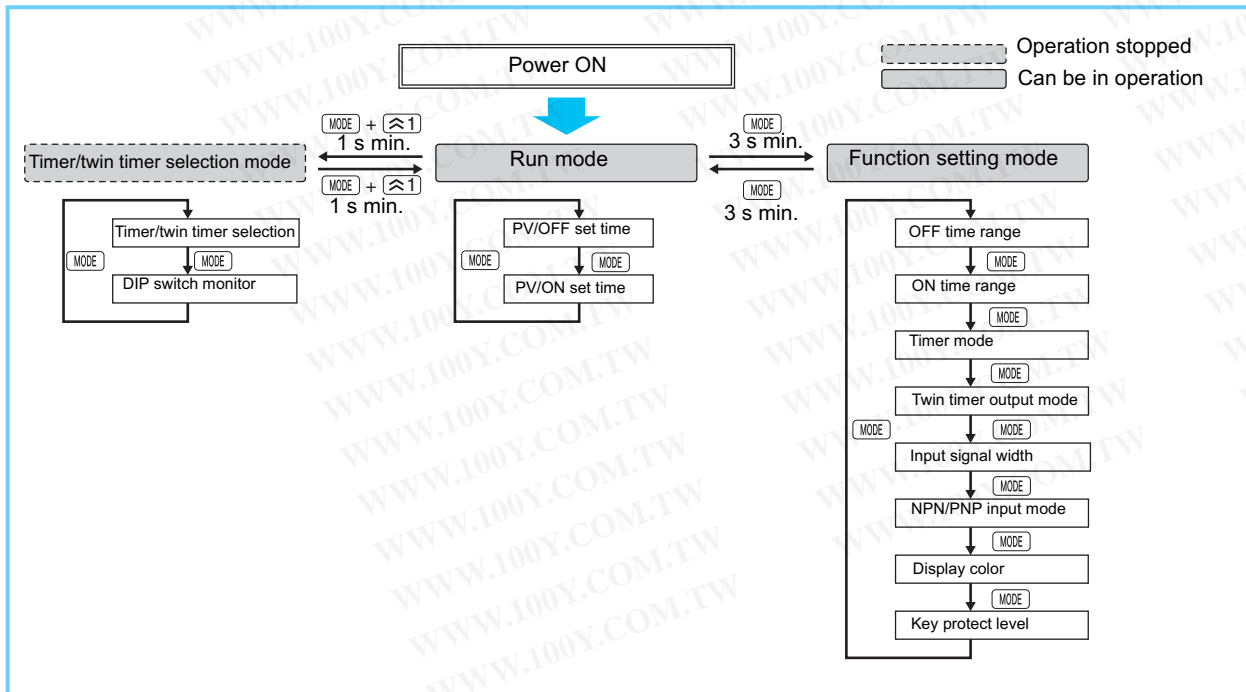 Power ON
Operation stopped
Can be in operation
MODE + ︽1
1 s min.
MODE
3 s min.
Timer/twin timer selection mode
Run mode
Function setting mode
MODE + ︽1
1 s min.
MODE
3 s min.
Timer/twin timer selection
MODE
MODE
DIP switch monitor
PV/OFF set time
MODE
MODE
PV/ON set time
OFF time range
MODE
ON time range
MODE
Timer mode
MODE
Twin timer output mode
MODE
MODE
Input signal width
MODE
NPN/PNP input mode
MODE
Display color
MODE
Key protect level
WWW.100Y.COM.TW